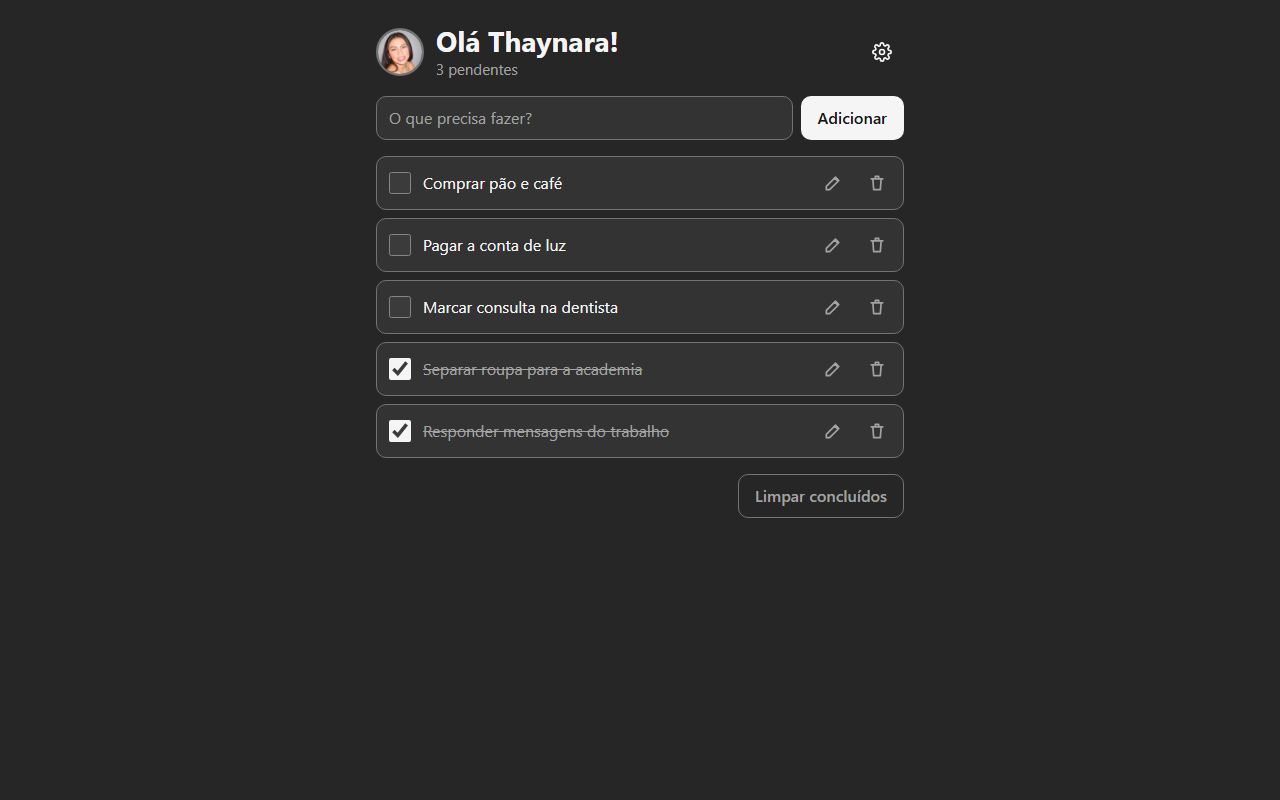 Olá Thaynara!
3 pendentes
O que precisa fazer?
Adicionar
Comprar pão e café
Pagar a conta de luz
Marcar consulta na dentista
Separar roupa para a academia
Responder mensagens do trabalho
Limpar concluídos